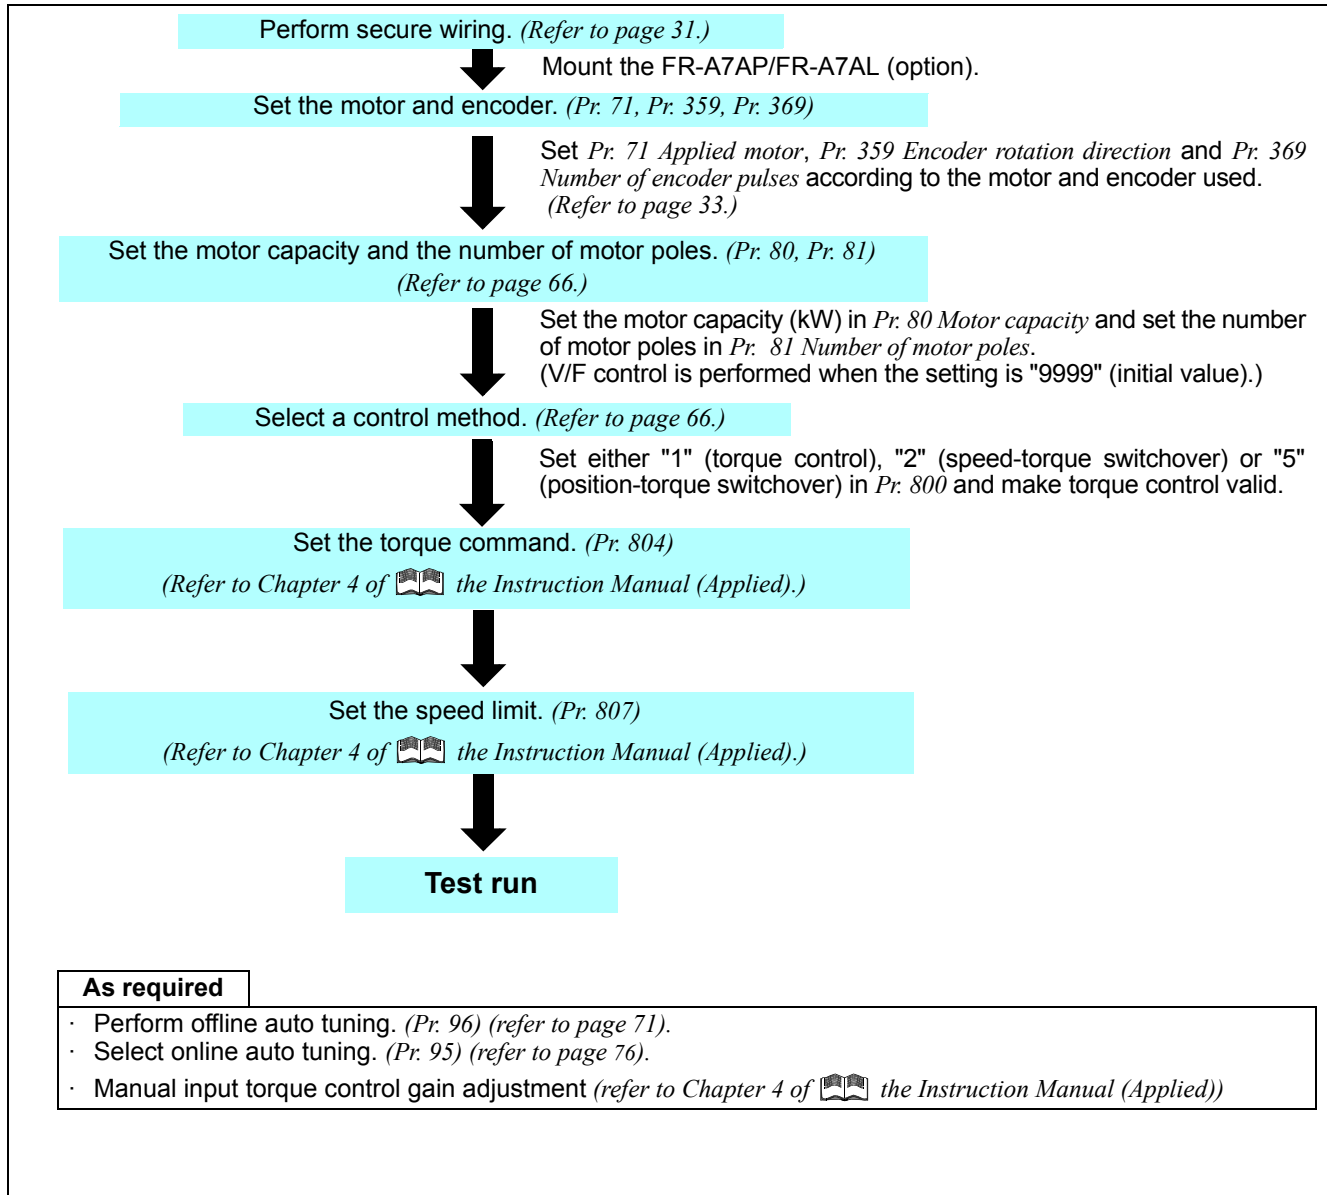 Perform secure wiring. (Refer to page 31.)
Mount the FR-A7AP/FR-A7AL (option).
Set the motor and encoder. (Pr. 71, Pr. 359, Pr. 369)
Set Pr. 71 Applied motor, Pr. 359 Encoder rotation direction and Pr. 369
Number of encoder pulses according to the motor and encoder used.
(Refer to page 33.)
Set the motor capacity and the number of motor poles. (Pr. 80, Pr. 81)
(Refer to page 66.)
Set the motor capacity (kW) in Pr. 80 Motor capacity and set the number
of motor poles in Pr. 81 Number of motor poles.
(V/F control is performed when the setting is "9999" (initial value).)
Select a control method. (Refer to page 66.)
Set either "1" (torque control), "2" (speed-torque switchover) or "5"
(position-torque switchover) in Pr. 800 and make torque control valid.
Set the torque command. (Pr. 804)
(Refer to Chapter 4 of the Instruction Manual (Applied).)
Set the speed limit. (Pr. 807)
(Refer to Chapter 4 of the Instruction Manual (Applied).)
Test run
As required
· Perform offline auto tuning. (Pr. 96) (refer to page 71).
· Select online auto tuning. (Pr. 95) (refer to page 76).
· Manual input torque control gain adjustment (refer to Chapter 4 of the Instruction Manual (Applied))